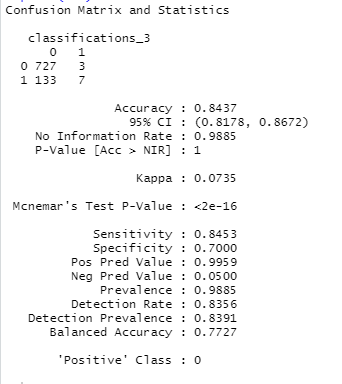 Confusion Matrix and Statistics
classifications_3
0 1
0 727 3
1 133 7
Accuracy : 0.8437
95% CI : (0.8178, 0.8672)
No Information Rate : 0.9885
P-Value [Acc > NIR] : 1
Kappa : 0.0735
Mcnemar's Test P-Value : <2e-16
Sensitivity : 0.8453
Specificity : 0.7000
Pos Pred Value : 0.9959
Neg Pred Value : 0.0500
Prevalence : 0.9885
Detection Rate : 0.8356
Detection Prevalence : 0.8391
Balanced Accuracy : 0.7727
'Positive' Class : 0